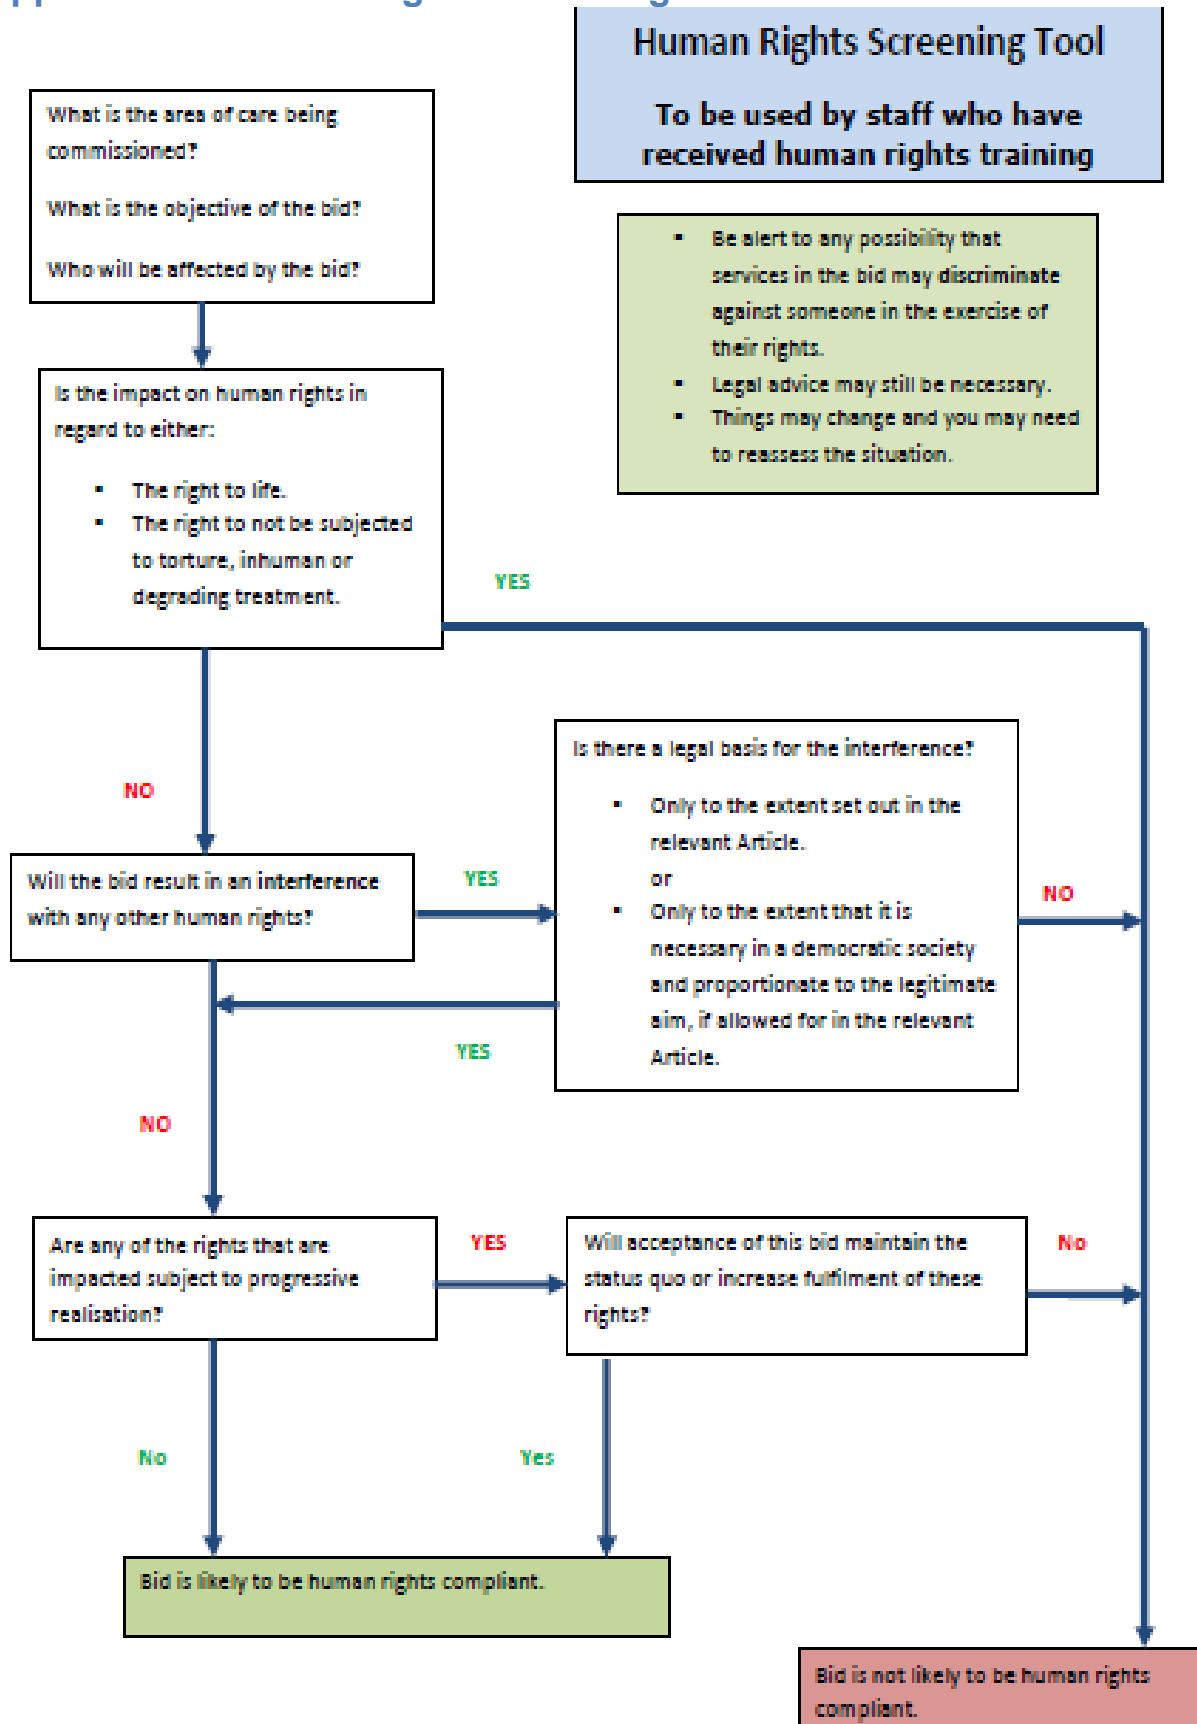 Human Rights Screening Tool
To be used by staff who have
received human rights training
What is the area of care being
commissioned?
What is the objective of the bid?
Who will be affected by the bid?
▪ Be alert to any possibility that
services in the bid may discriminate
against someone in the exercise of
their rights.
▪ Legal advice may still be necessary.
▪ Things may change and you may need
to reassess the situation.
Is the impact on human rights in
regard to either:
▪ The right to life.
▪ The right to not be subjected
to torture, inhuman or
degrading treatment.
YES
NO
Will the bid result in an interference
with any other human rights?
YES
Is there a legal basis for the interference?
▪ Only to the extent set out in the
relevant Article.
or
▪ Only to the extent that it is
necessary in a democratic society
and proportionate to the legitimate
aim, if allowed for in the relevant
Article.
NO
YES
NO
Are any of the rights that are
impacted subject to progressive
realisation?
YES
Will acceptance of this bid maintain the
status quo or increase fulfilment of these
rights?
No
No
Yes
Bid is likely to be human rights compliant.
Bid is not likely to be human rights
compliant.